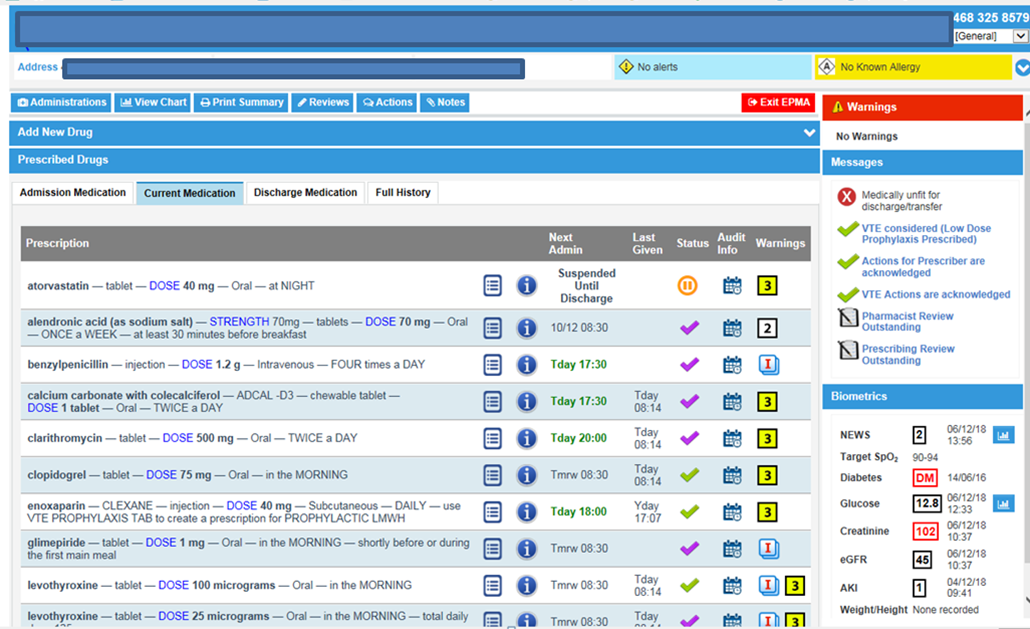 468 325 8579
[General]
Address
No alerts
A No Known Allergy
Administrations View Chart Print Summary Reviews Actions Notes Exit EPMA
Add New Drug
Prescribed Drugs
Admission Medication Current Medication Discharge Medication Full History
Prescription Next Admin Last Given Status Audit Info Warnings
atorvastatin — tablet — DOSE 40 mg — Oral — at NIGHT Suspended Until Discharge 3
alendronic acid (as sodium salt) — STRENGTH 70mg — tablets — DOSE 70 mg — Oral
— ONCE a WEEK — at least 30 minutes before breakfast 10/12 08:30 2
benzylpenicillin — injection — DOSE 1.2 g — Intravenous — FOUR times a DAY Tday 17:30 I
calcium carbonate with colecalciferol — ADCAL -D3 — chewable tablet —
DOSE 1 tablet — Oral — TWICE a DAY Tday 17:30 Tday 08:14 3
clarithromycin — tablet — DOSE 500 mg — Oral — TWICE a DAY Tday 20:00 Tday 08:14 3
clopidogrel — tablet — DOSE 75 mg — Oral — in the MORNING Tmrw 08:30 Tday 08:14 3
enoxaparin — CLEXANE — injection — DOSE 40 mg — Subcutaneous — DAILY — use
VTE PROPHYLAXIS TAB to create a prescription for PROPHYLACTIC LMWH Tday 18:00 Yday 17:07 3
glimepiride — tablet — DOSE 1 mg — Oral — in the MORNING — shortly before or during
the first main meal Tmrw 08:30 I
levothyroxine — tablet — DOSE 100 micrograms — Oral — in the MORNING Tmrw 08:30 Tday 08:14 I 3
levothyroxine — tablet — DOSE 25 micrograms — Oral — in the MORNING — total daily Tmrw 08:30 Tday 08:14 I 3
Warnings
No Warnings
Messages
Medically unfit for
discharge/transfer
VTE considered (Low Dose
Prophylaxis Prescribed)
Actions for Prescriber are
acknowledged
VTE Actions are acknowledged
Pharmacist Review
Outstanding
Prescribing Review
Outstanding
Biometrics
NEWS 2 06/12/18 13:56
Target SpO₂ 90-94
Diabetes DM 14/06/16
Glucose 12.8 06/12/18 12:33
Creatinine 102 06/12/18 10:37
eGFR 45 06/12/18 10:37
AKI 1 04/12/18 09:41
Weight/Height None recorded